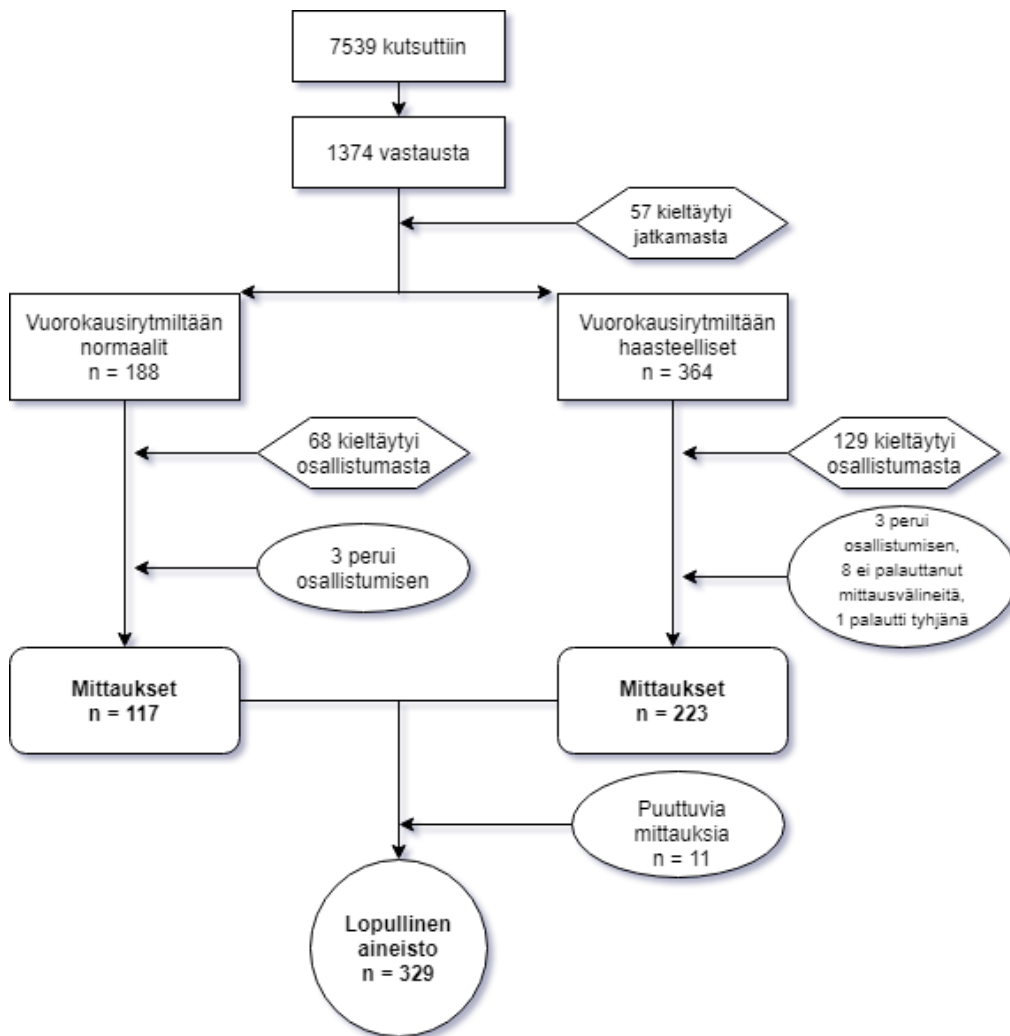 7539 kutsuttiin
1374 vastausta
57 kieltäytyi
jatkamasta
Vuorokausirytmiltään
normaalit
n = 188
Vuorokausirytmiltään
haasteelliset
n = 364
68 kieltäytyi
osallistumasta
129 kieltäytyi
osallistumasta
3 perui
osallistumisen
3 perui
osallistumisen,
8 ei palauttanut
mittausvälineitä,
1 palautti tyhjänä
Mittaukset
n = 117
Mittaukset
n = 223
Puuttuvia
mittauksia
n = 11
Lopullinen
aineisto
n = 329